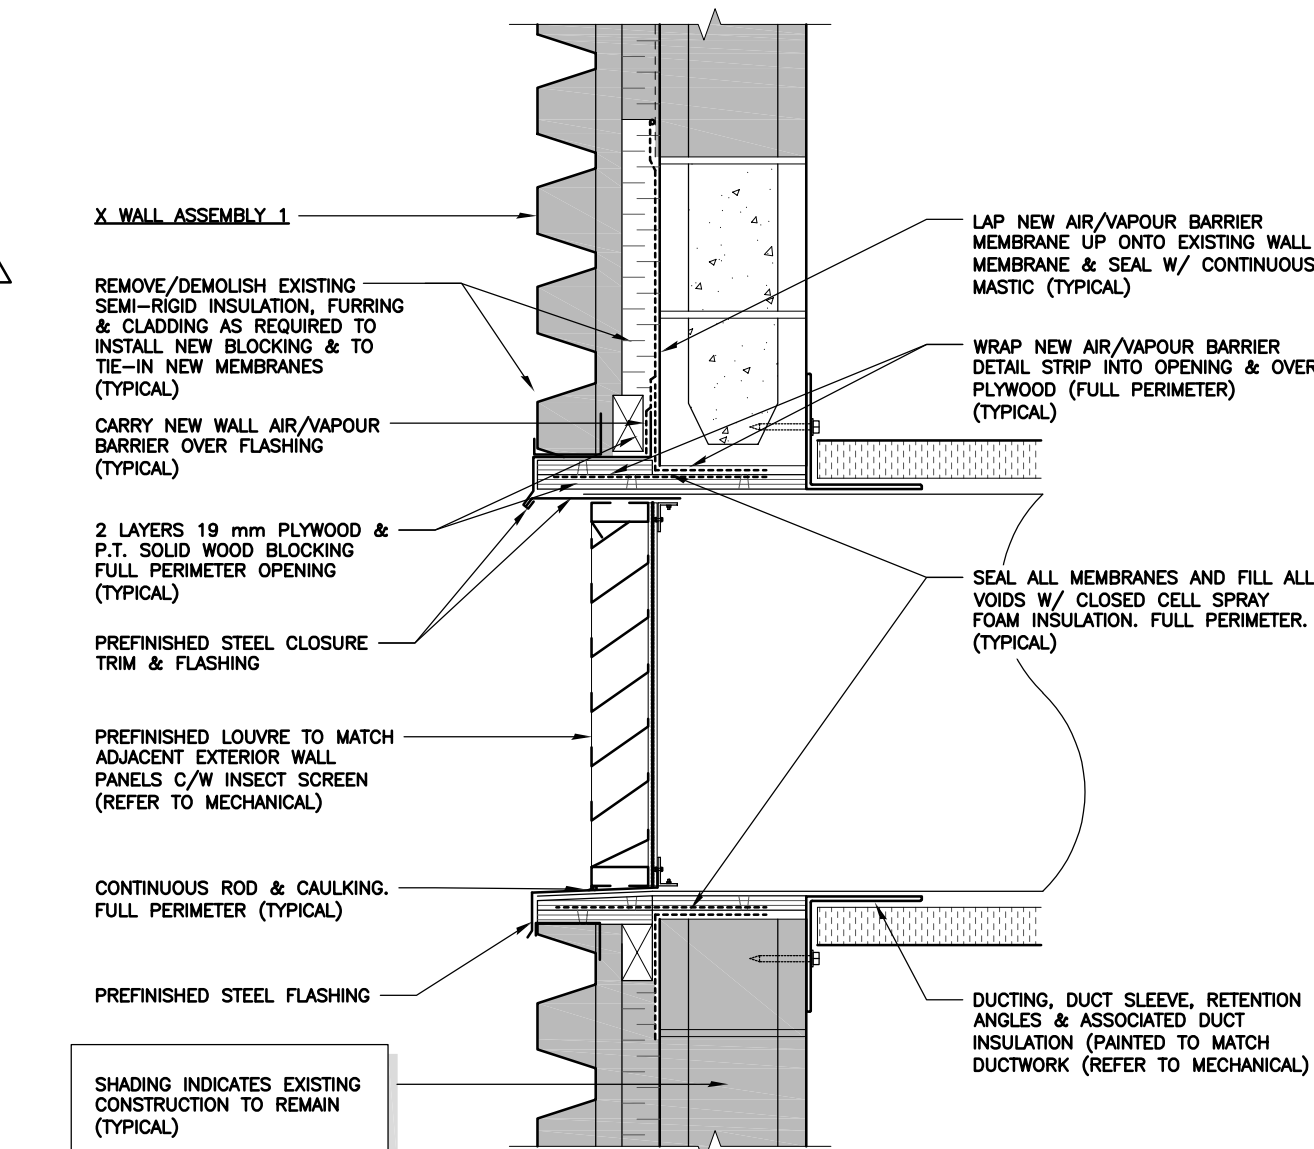 X WALL ASSEMBLY 1
REMOVE/DEMOLISH EXISTING
SEMI-RIGID INSULATION, FURRING
& CLADDING AS REQUIRED TO
INSTALL NEW BLOCKING & TO
TIE-IN NEW MEMBRANES
(TYPICAL)
CARRY NEW WALL AIR/VAPOUR
BARRIER OVER FLASHING
(TYPICAL)
2 LAYERS 19 mm PLYWOOD &
P.T. SOLID WOOD BLOCKING
FULL PERIMETER OPENING
(TYPICAL)
PREFINISHED STEEL CLOSURE
TRIM & FLASHING
PREFINISHED LOUVRE TO MATCH
ADJACENT EXTERIOR WALL
PANELS C/W INSECT SCREEN
(REFER TO MECHANICAL)
CONTINUOUS ROD & CAULKING.
FULL PERIMETER (TYPICAL)
PREFINISHED STEEL FLASHING
SHADING INDICATES EXISTING
CONSTRUCTION TO REMAIN
(TYPICAL)
LAP NEW AIR/VAPOUR BARRIER
MEMBRANE UP ONTO EXISTING WALL
MEMBRANE & SEAL W/ CONTINUOUS
MASTIC (TYPICAL)
WRAP NEW AIR/VAPOUR BARRIER
DETAIL STRIP INTO OPENING & OVER
PLYWOOD (FULL PERIMETER)
(TYPICAL)
SEAL ALL MEMBRANES AND FILL ALL
VOIDS W/ CLOSED CELL SPRAY
FOAM INSULATION. FULL PERIMETER.
(TYPICAL)
DUCTING, DUCT SLEEVE, RETENTION
ANGLES & ASSOCIATED DUCT
INSULATION (PAINTED TO MATCH
DUCTWORK (REFER TO MECHANICAL)